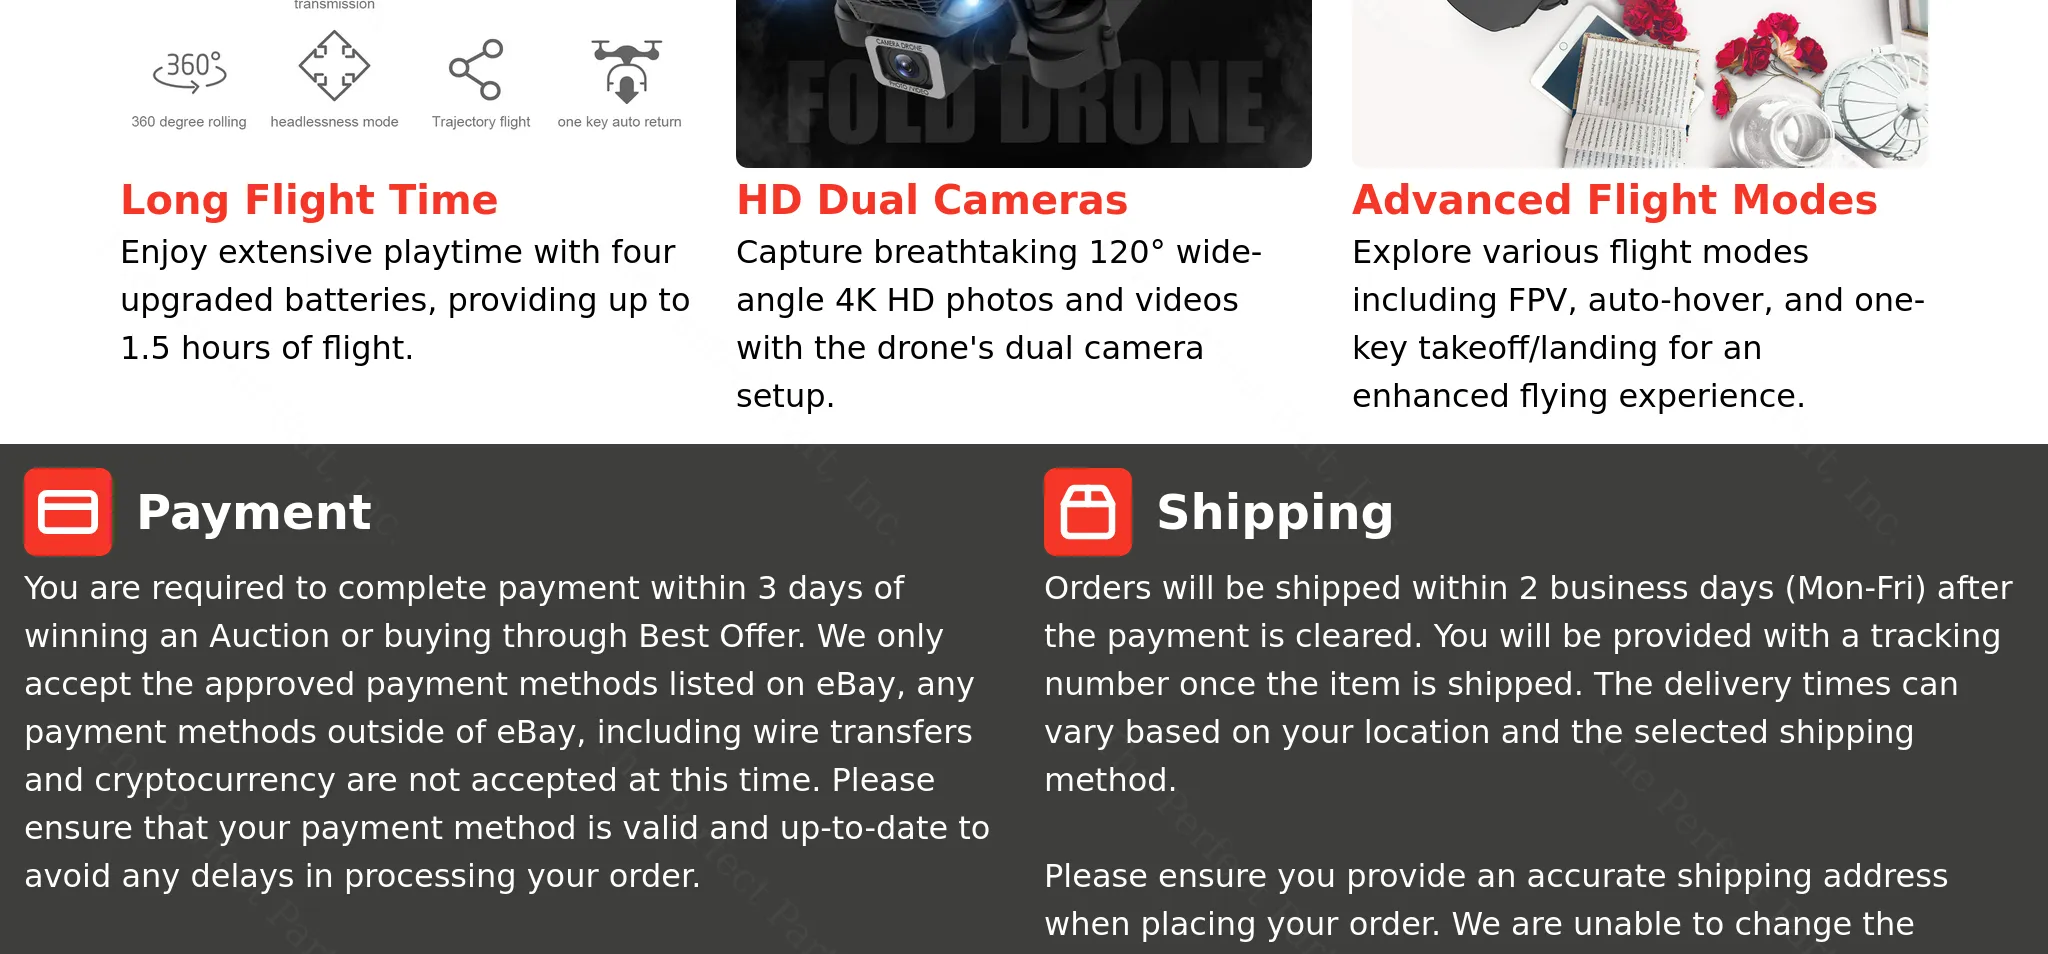 transmission
360°
360 degree rolling
headlessness mode
Trajectory flight
one key auto return
CAMERA DRONE
FOLD DRONE
Long Flight Time
Enjoy extensive playtime with four
upgraded batteries, providing up to
1.5 hours of flight.
HD Dual Cameras
Capture breathtaking 120° wide-
angle 4K HD photos and videos
with the drone's dual camera
setup.
Advanced Flight Modes
Explore various flight modes
including FPV, auto-hover, and one-
key takeoff/landing for an
enhanced flying experience.
Payment
You are required to complete payment within 3 days of
winning an Auction or buying through Best Offer. We only
accept the approved payment methods listed on eBay, any
payment methods outside of eBay, including wire transfers
and cryptocurrency are not accepted at this time. Please
ensure that your payment method is valid and up-to-date to
avoid any delays in processing your order.
Shipping
Orders will be shipped within 2 business days (Mon-Fri) after
the payment is cleared. You will be provided with a tracking
number once the item is shipped. The delivery times can
vary based on your location and the selected shipping
method.
Please ensure you provide an accurate shipping address
when placing your order. We are unable to change the